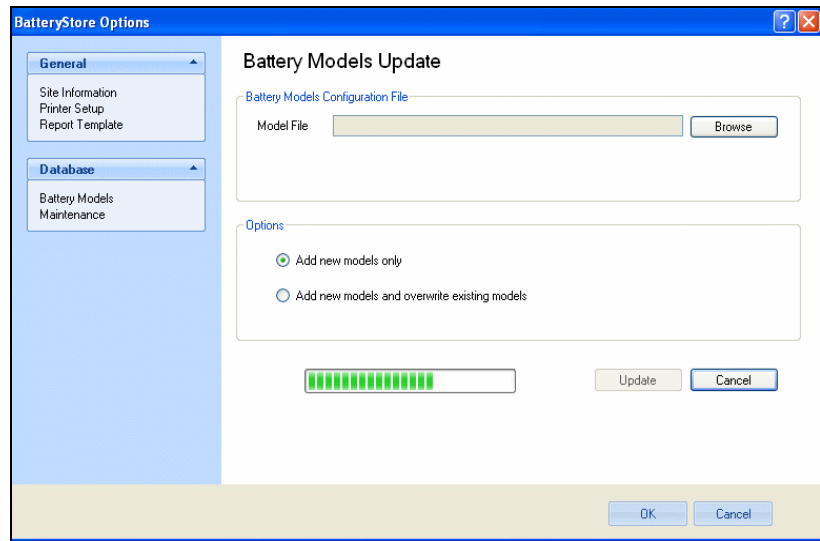 BatteryStore Options
General
Site Information
Printer Setup
Report Template
Database
Battery Models
Maintenance
Battery Models Update
Battery Models Configuration File
Model File
Browse
Options
Add new models only
Add new models and overwrite existing models
Update
Cancel
OK
Cancel